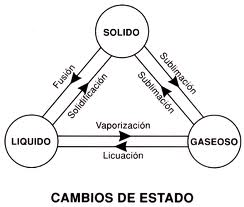 SOLIDO
Fusión
Solidificación
Sublimación
Sublimación
LIQUIDO
Vaporización
Licuación
GASEOSO
CAMBIOS DE ESTADO